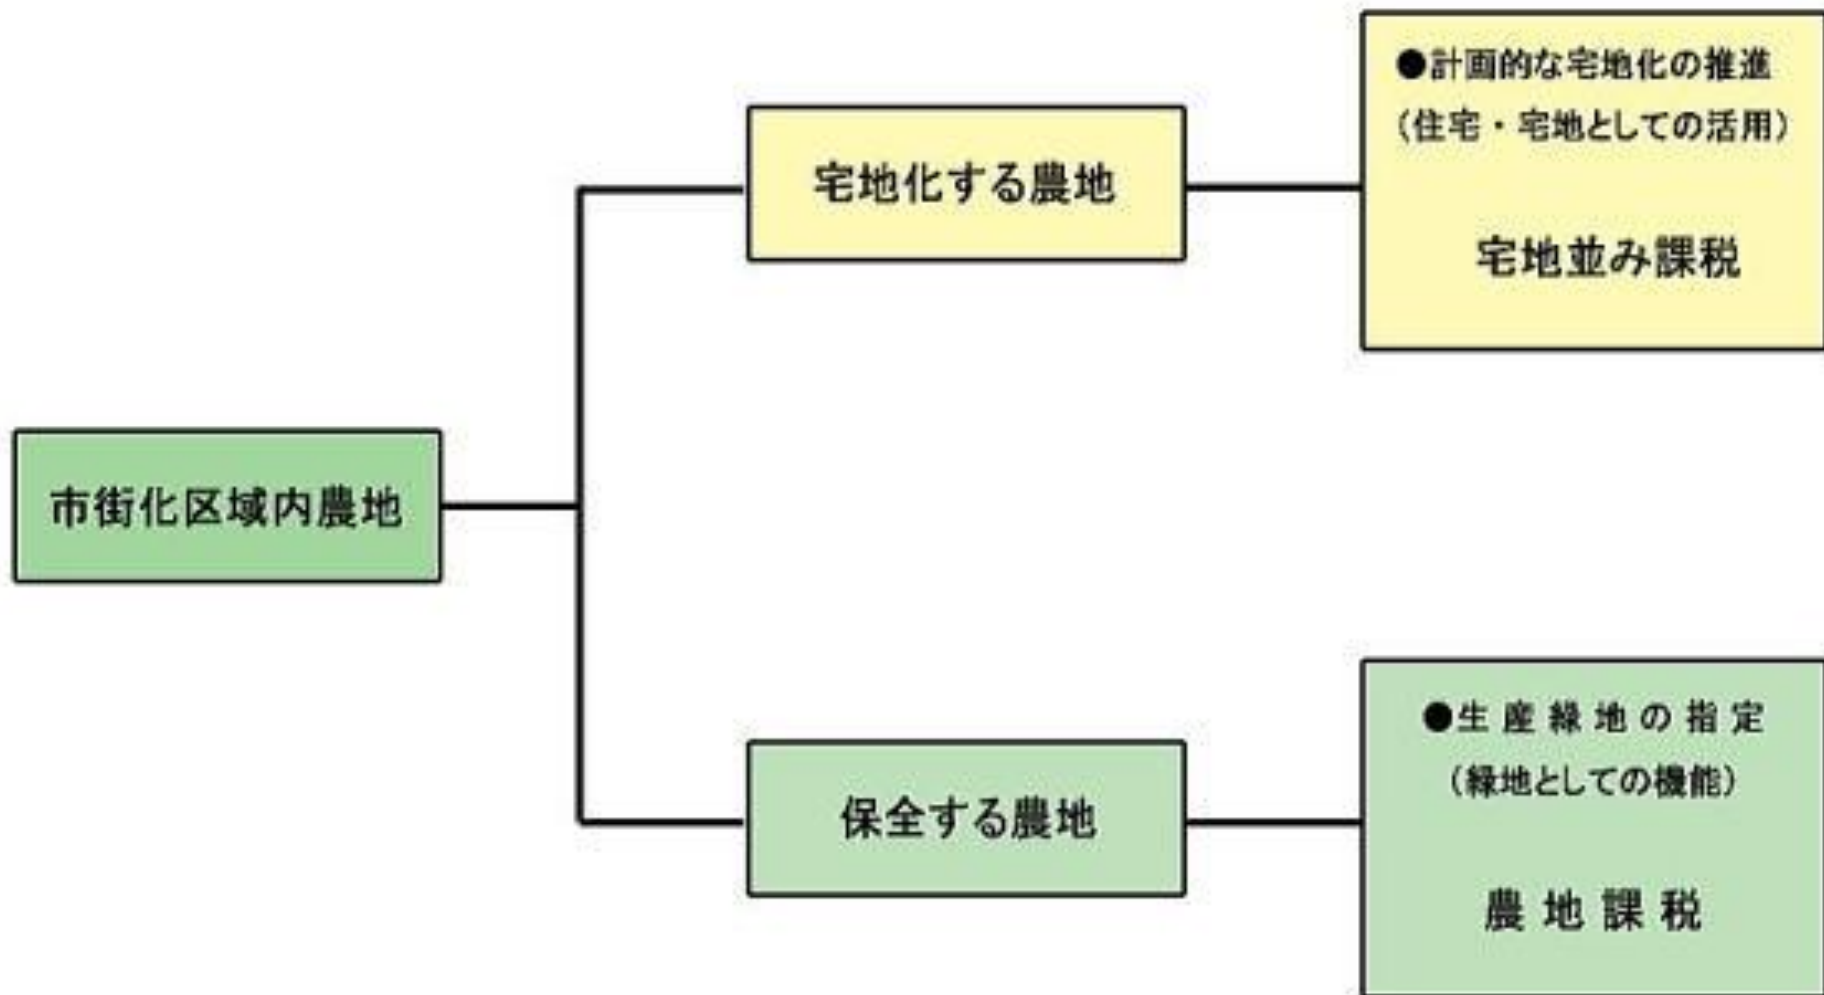 市街化区域内農地
宅地化する農地
●計画的な宅地化の推進
(住宅・宅地としての活用)
宅地並み課税
保全する農地
●生産緑地の指定
(緑地としての機能)
農地課税